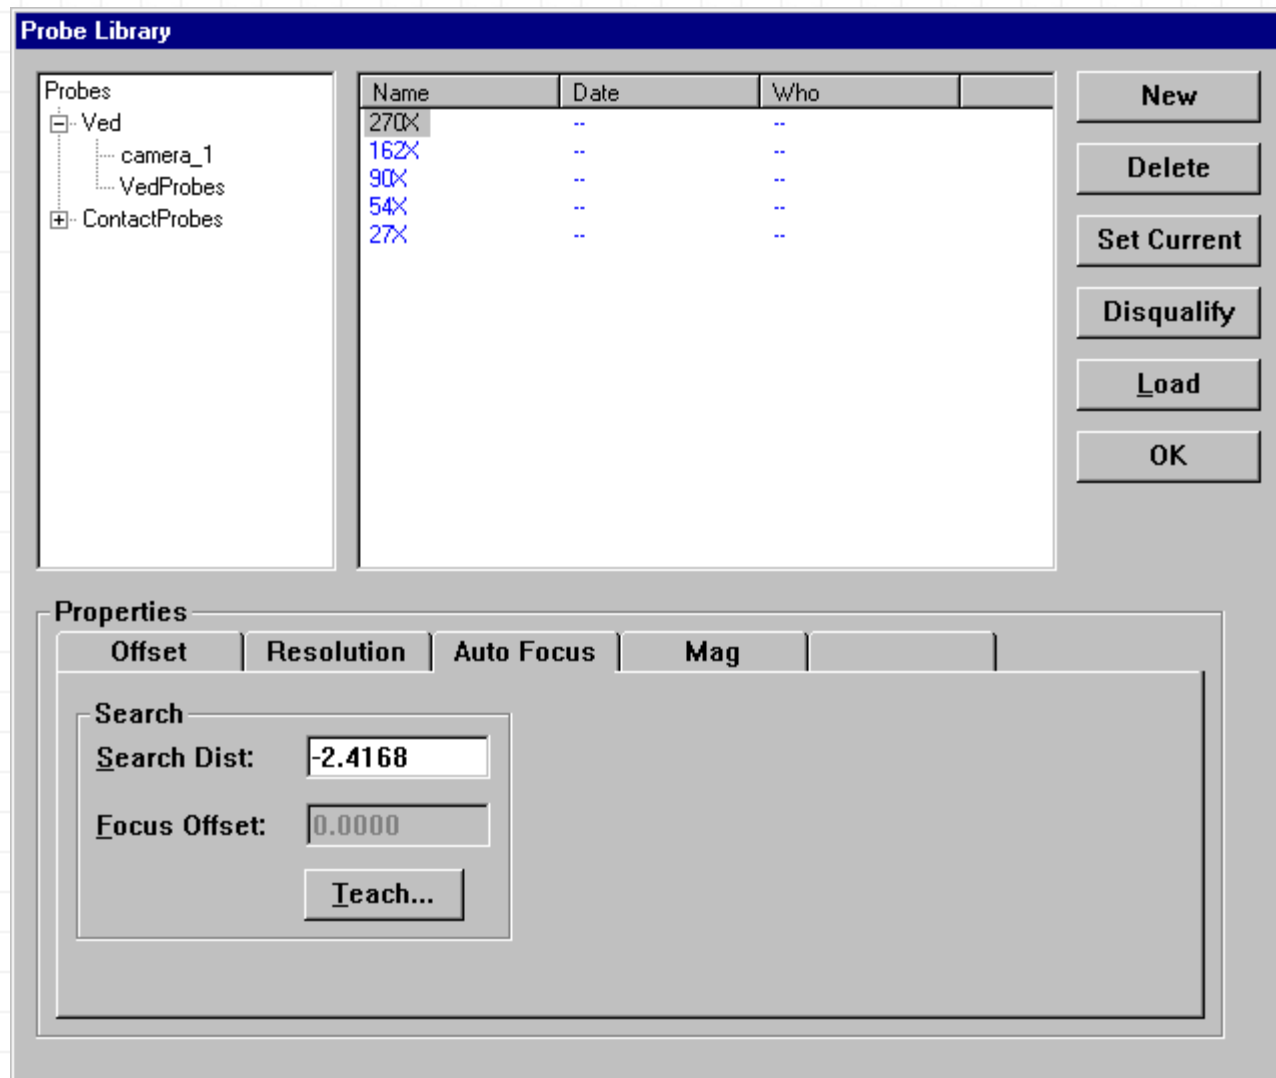 Probe Library
Probes
Ved
camera_1
VedProbes
ContactProbes
Name Date Who
270X -- --
162X -- --
90X -- --
54X -- --
27X -- --
New
Delete
Set Current
Disqualify
Load
OK
Properties
Offset Resolution Auto Focus Mag
Search
Search Dist: -2.4168
Focus Offset: 0.0000
Teach...